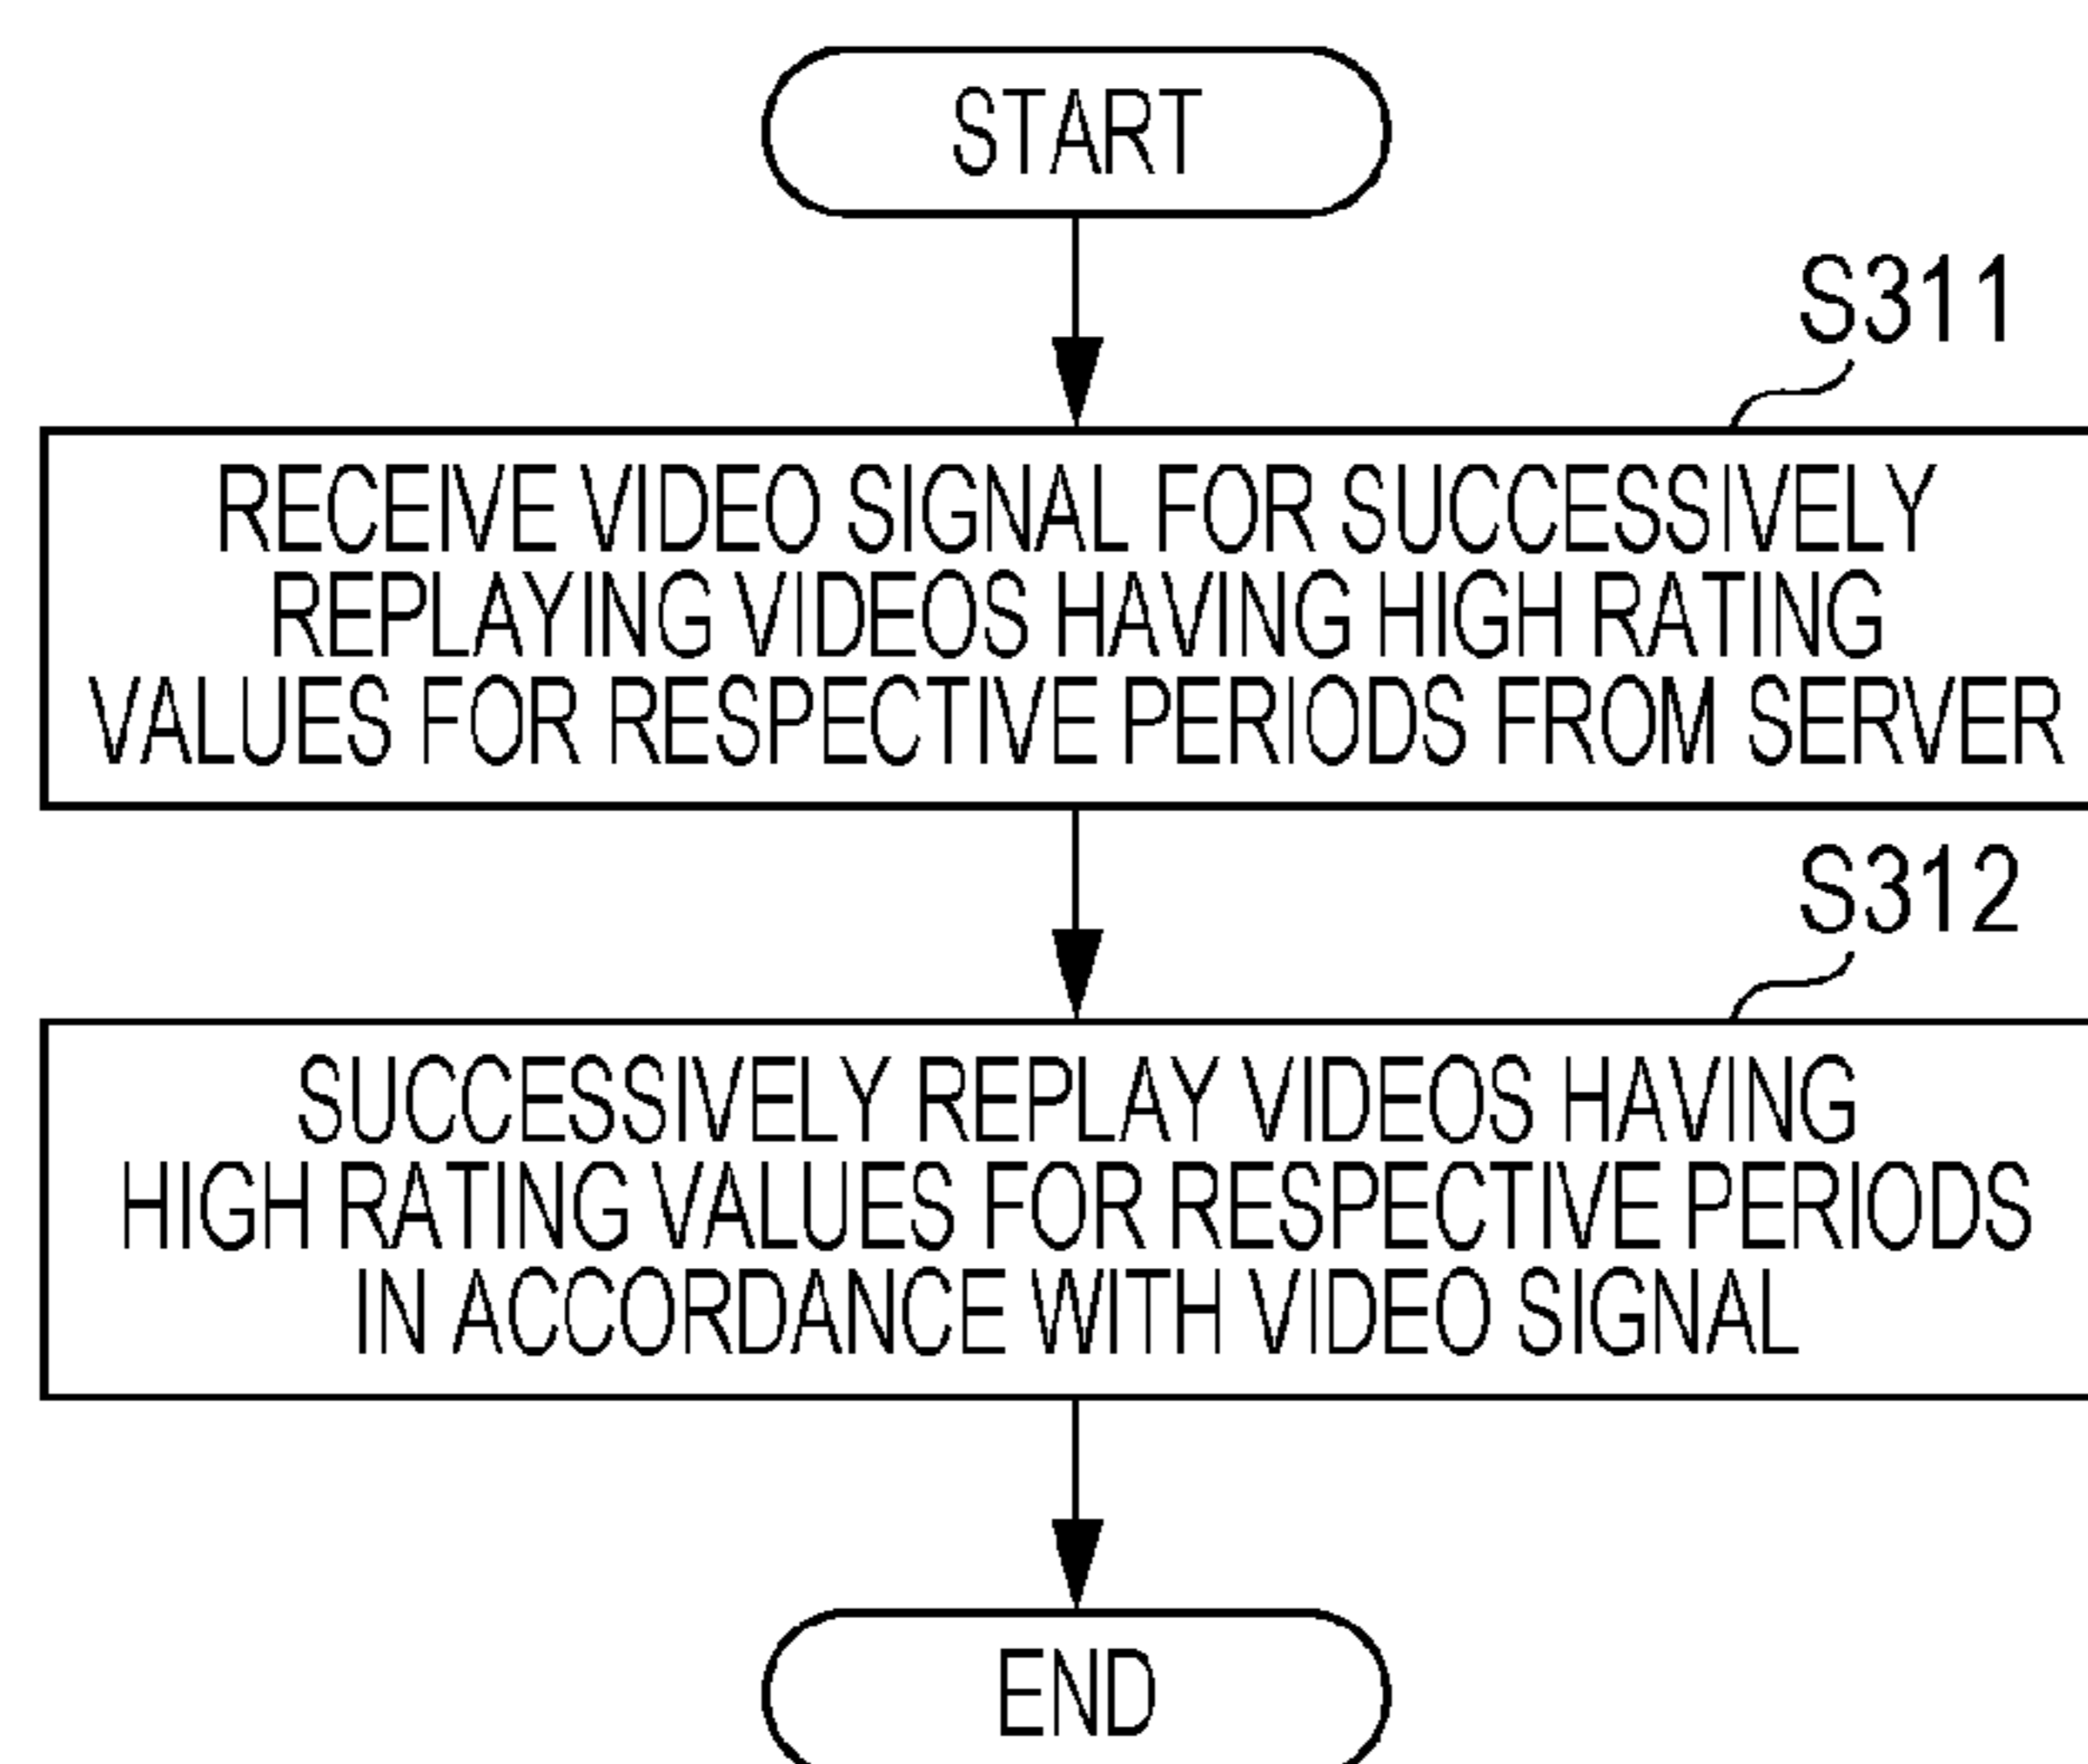 START
S311
RECEIVE VIDEO SIGNAL FOR SUCCESSIVELY
REPLAYING VIDEOS HAVING HIGH RATING
VALUES FOR RESPECTIVE PERIODS FROM SERVER
S312
SUCCESSIVELY REPLAY VIDEOS HAVING
HIGH RATING VALUES FOR RESPECTIVE PERIODS
IN ACCORDANCE WITH VIDEO SIGNAL
END